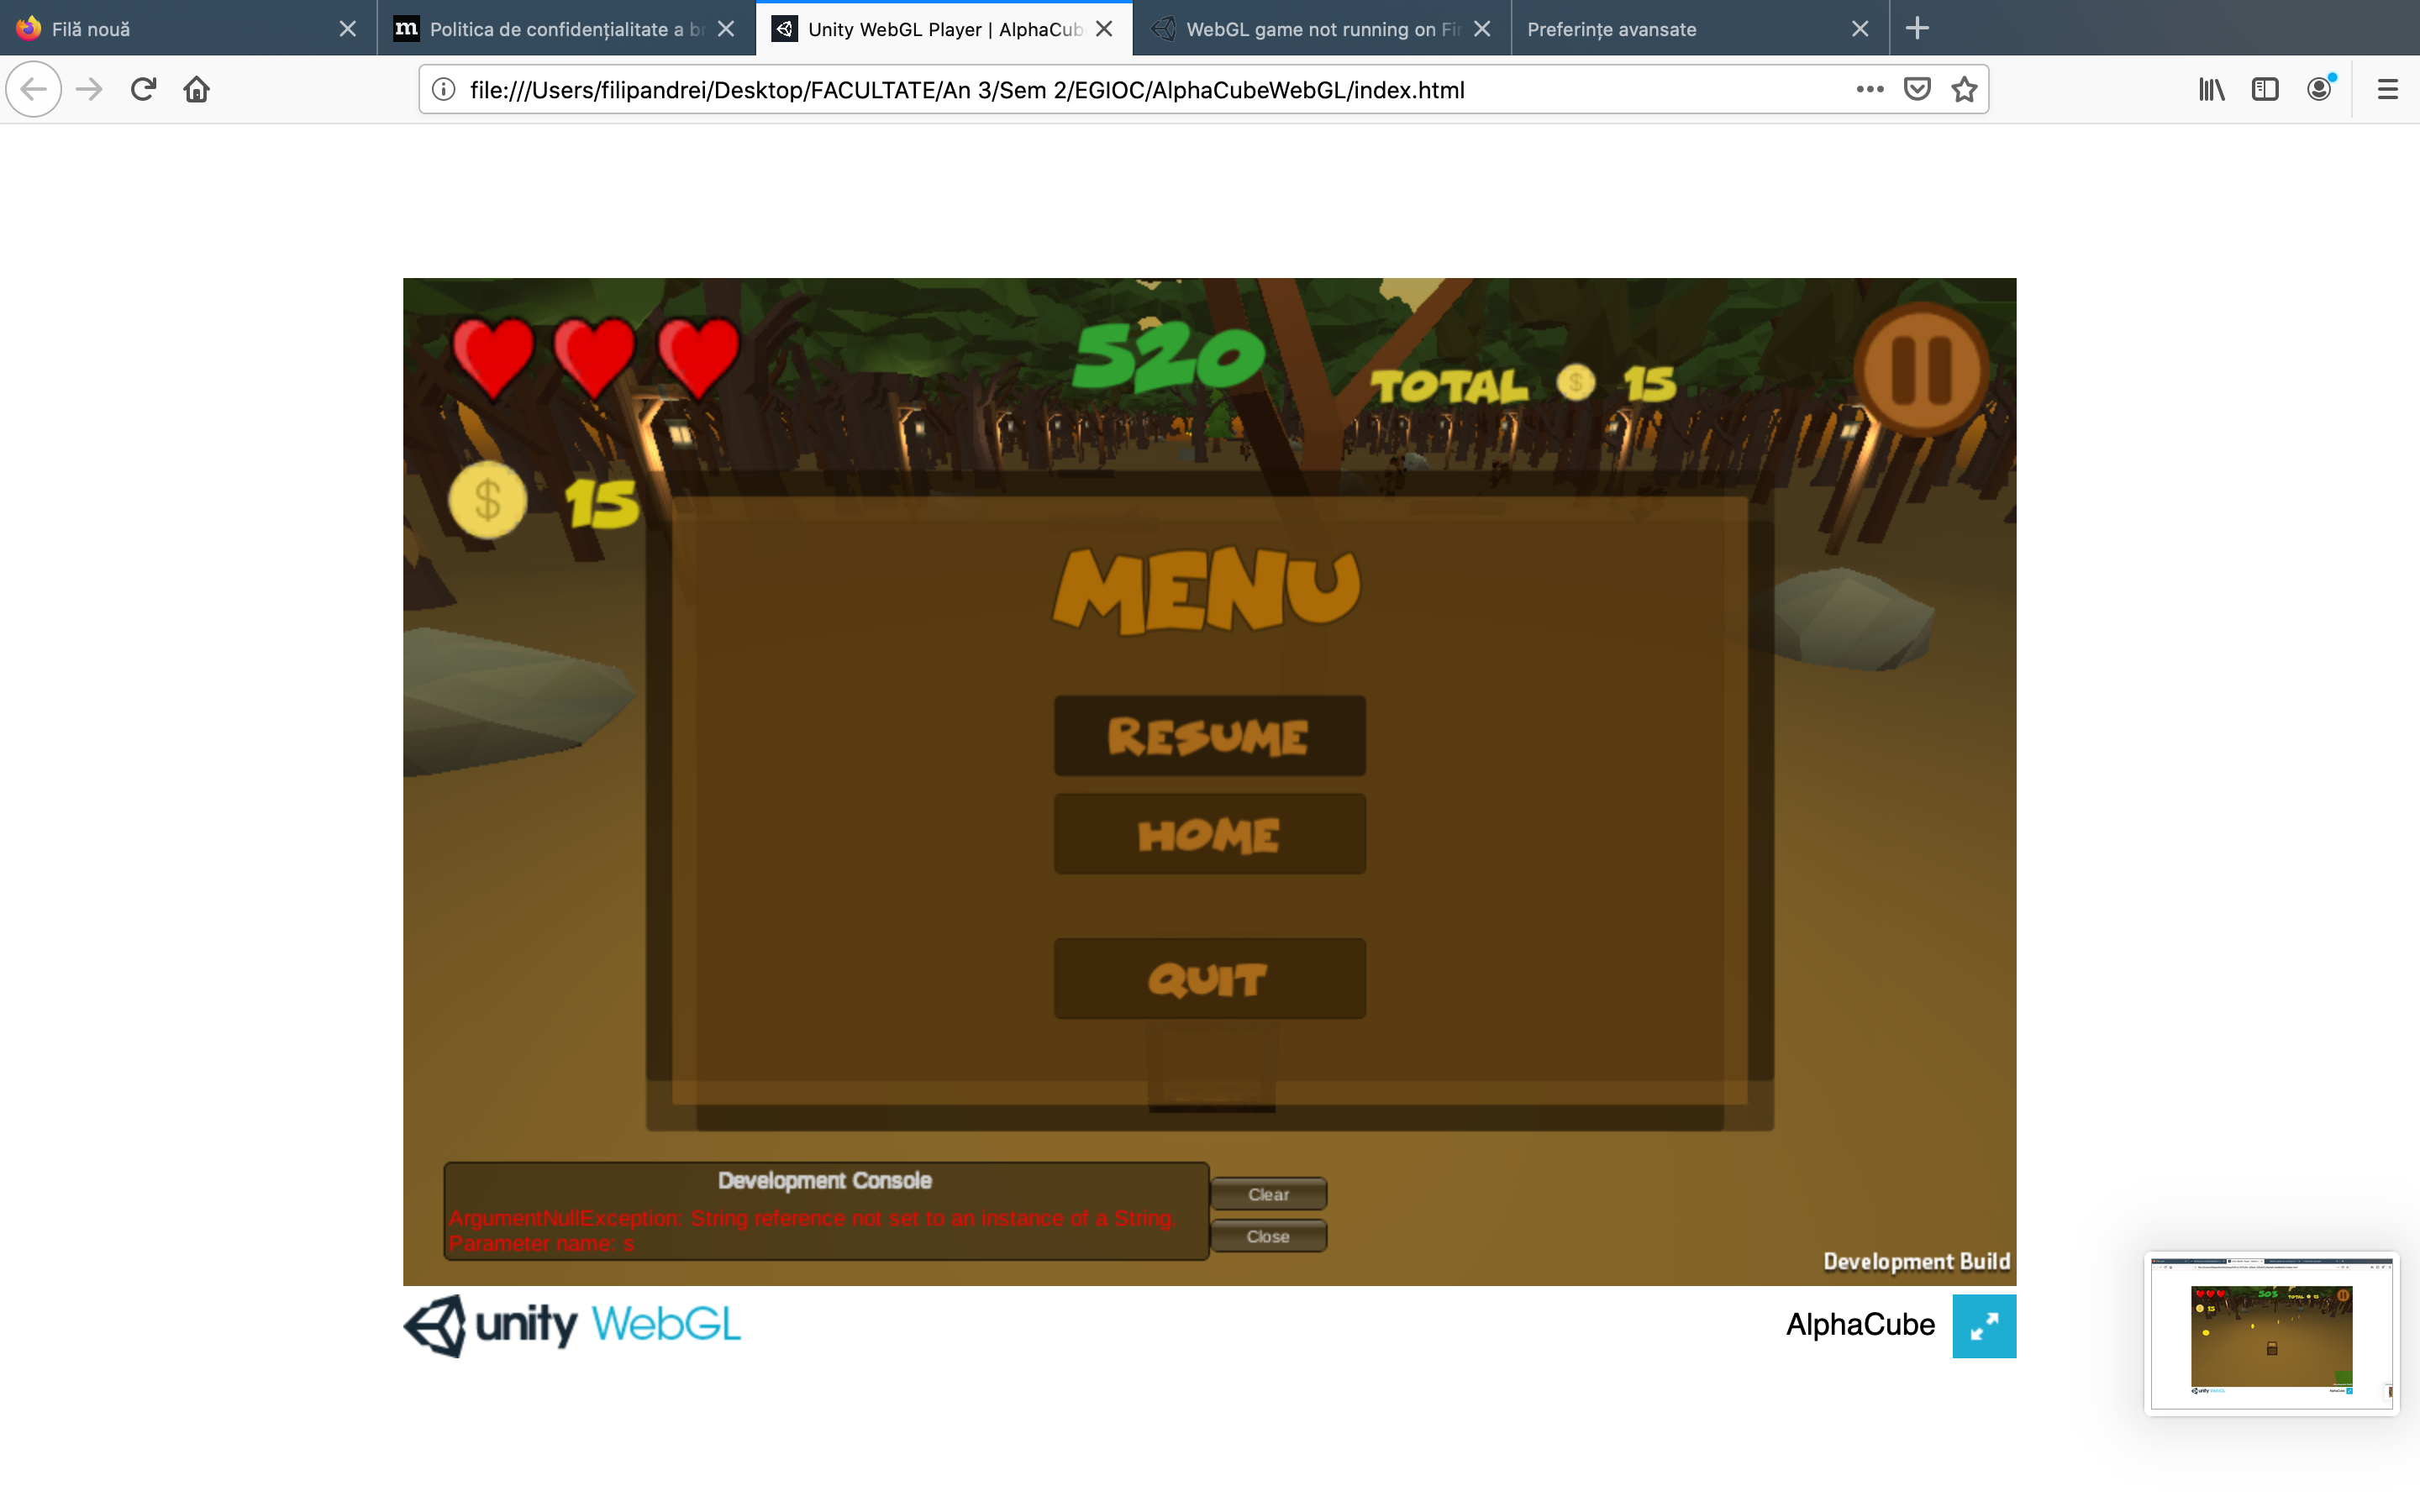 Filă nouă
Politica de confidențialitate a br
Unity WebGL Player | AlphaCub
WebGL game not running on Fir
Preferințe avansate
file:///Users/filipandrei/Desktop/FACULTATE/An 3/Sem 2/EGIOC/AlphaCubeWebGL/index.html
520
TOTAL $ 15
$ 15
MENU
RESUME
HOME
QUIT
Development Console
ArgumentNullException: String reference not set to an instance of a String.
Parameter name: s
Clear
Close
Development Build
unity WebGL
AlphaCube